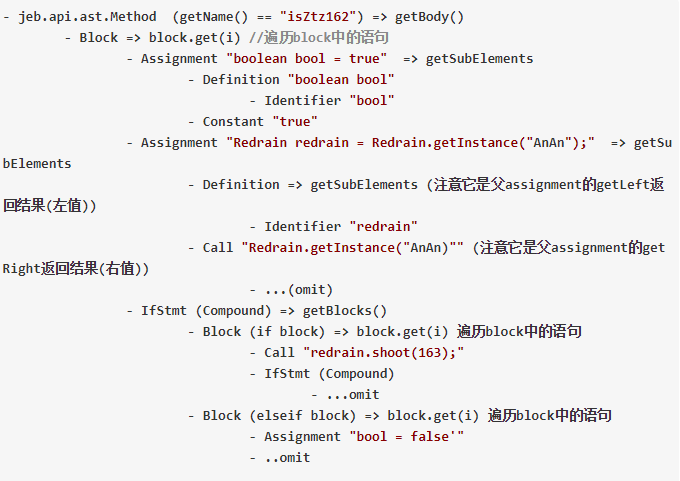 - jeb.api.ast.Method  (getName() == "isZtz162") => getBody()
- Block => block.get(i) //遍历block中的语句
- Assignment "boolean bool = true"  => getSubElements
- Definition "boolean bool"
- Identifier "bool"
- Constant "true"
- Assignment "Redrain redrain = Redrain.getInstance("AnAn");"  => getSu
bElements
- Definition => getSubElements (注意它是父assignment的getLeft返
回结果(左值))
- Identifier "redrain"
- Call "Redrain.getInstance("AnAn)"" (注意它是父assignment的get
Right返回结果(右值))
- ...(omit)
- IfStmt (Compound) => getBlocks()
- Block (if block) => block.get(i) 遍历block中的语句
- Call "redrain.shoot(163);"
- IfStmt (Compound)
- ...omit
- Block (elseif block) => block.get(i) 遍历block中的语句
- Assignment "bool = false'"
- ..omit